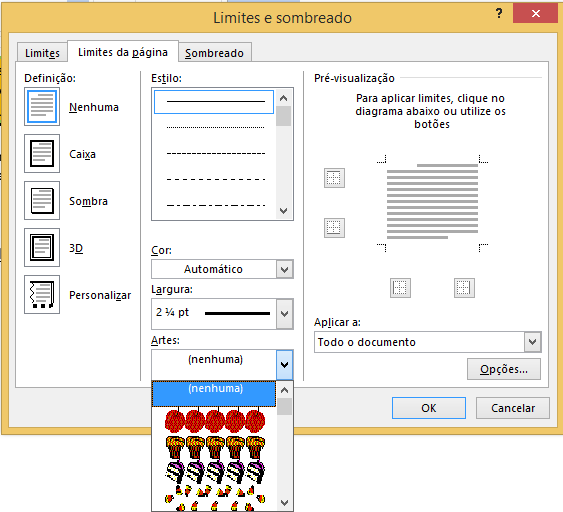 Limites e sombreado
?
Limites
Limites da página
Sombreado
Definição:
Nenhuma
Caixa
Sombra
3D
Personalizar
Estilo:
Cor:
Automático
Largura:
2 ¼ pt
Artes:
(nenhuma)
(nenhuma)
Pré-visualização
Para aplicar limites, clique no
diagrama abaixo ou utilize os
botões
Aplicar a:
Todo o documento
Opções...
OK
Cancelar